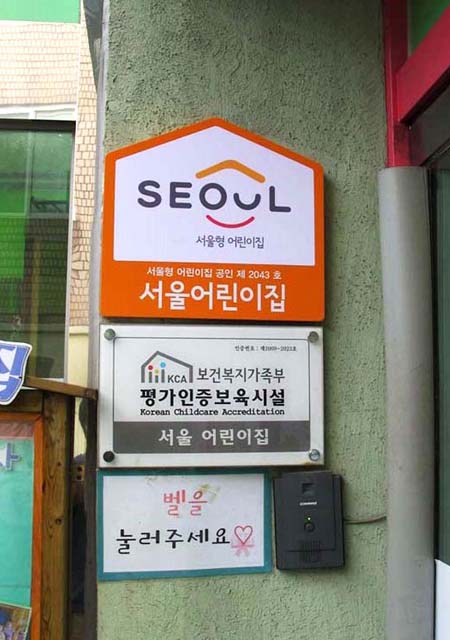 SEOUL
서울형 어린이집
서울형 어린이집 공인 제 2043 호
서울어린이집
KCA 보건복지가족부
평가인증보육시설
Korean Childcare Accreditation
서울 어린이집
벨을
눌러주세요